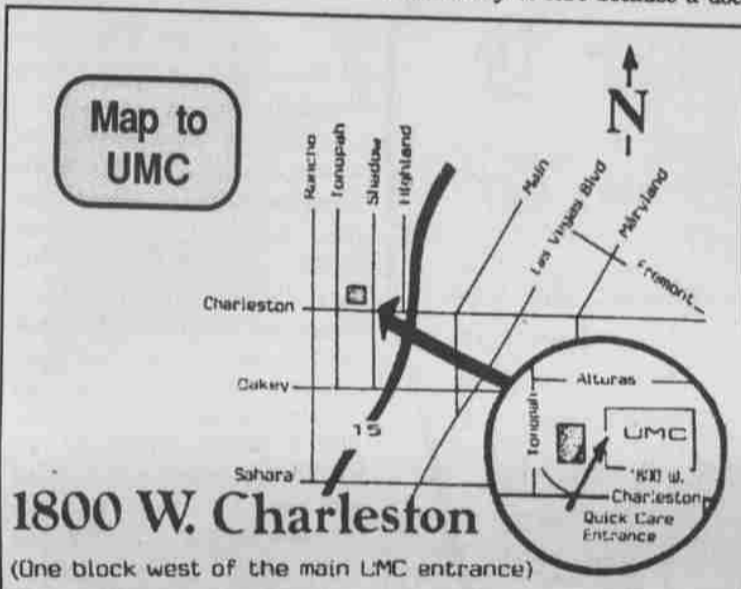 Map to
UMC
N
Rancho
Tonopah
Shadow
Highland
Main
Las Vegas Blvd
Maryland
Fremont
Charleston
Oakey
15
Sahara
Alturas
Tonopah
UMC
1800 W.
Charleston
Quick Care
Entrance
1800 W. Charleston
(One block west of the main UMC entrance)